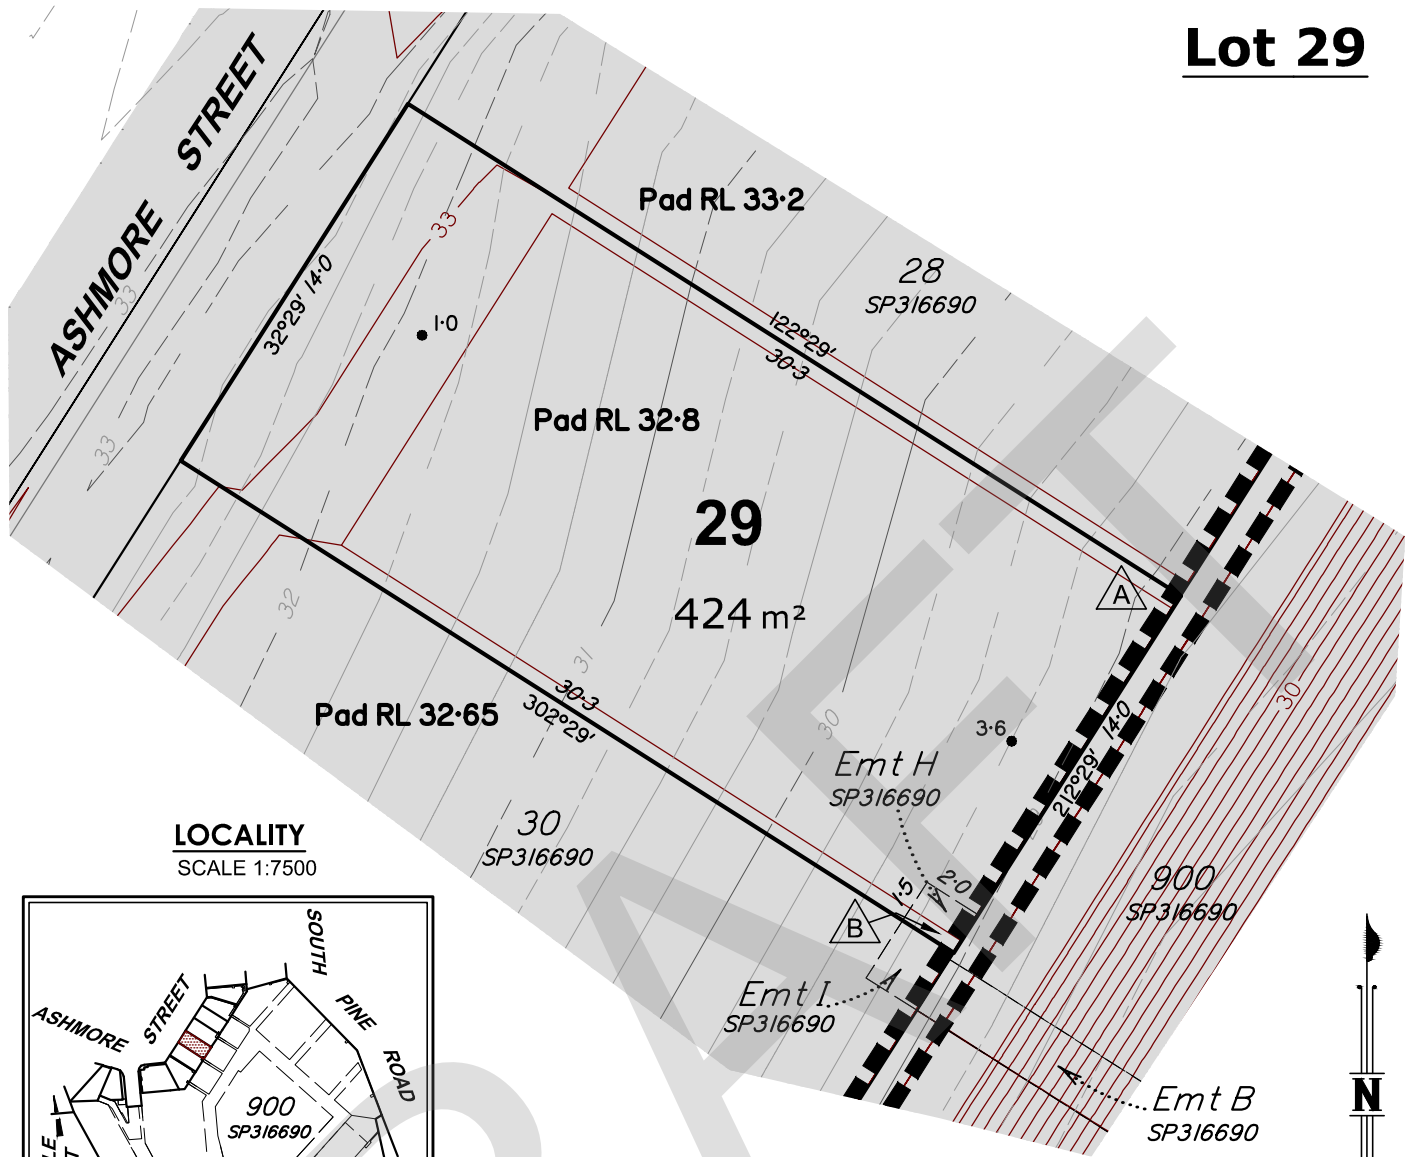 Lot 29
ASHMORE STREET
Pad RL 33·2
28
SP316690
33
33
33
32°29' 14·0
1·0
122°29'
30·3
Pad RL 32·8
29
424 m²
A
32
31
30
30·3
302°29'
Pad RL 32·65
30
SP316690
3·6
212°29' 14·0
30
Emt H
SP316690
1·5
2·0
B
Emt I
SP316690
900
SP316690
Emt B
SP316690
N
LOCALITY
SCALE 1:7500
SOUTH PINE ROAD
ASHMORE STREET
900
SP316690